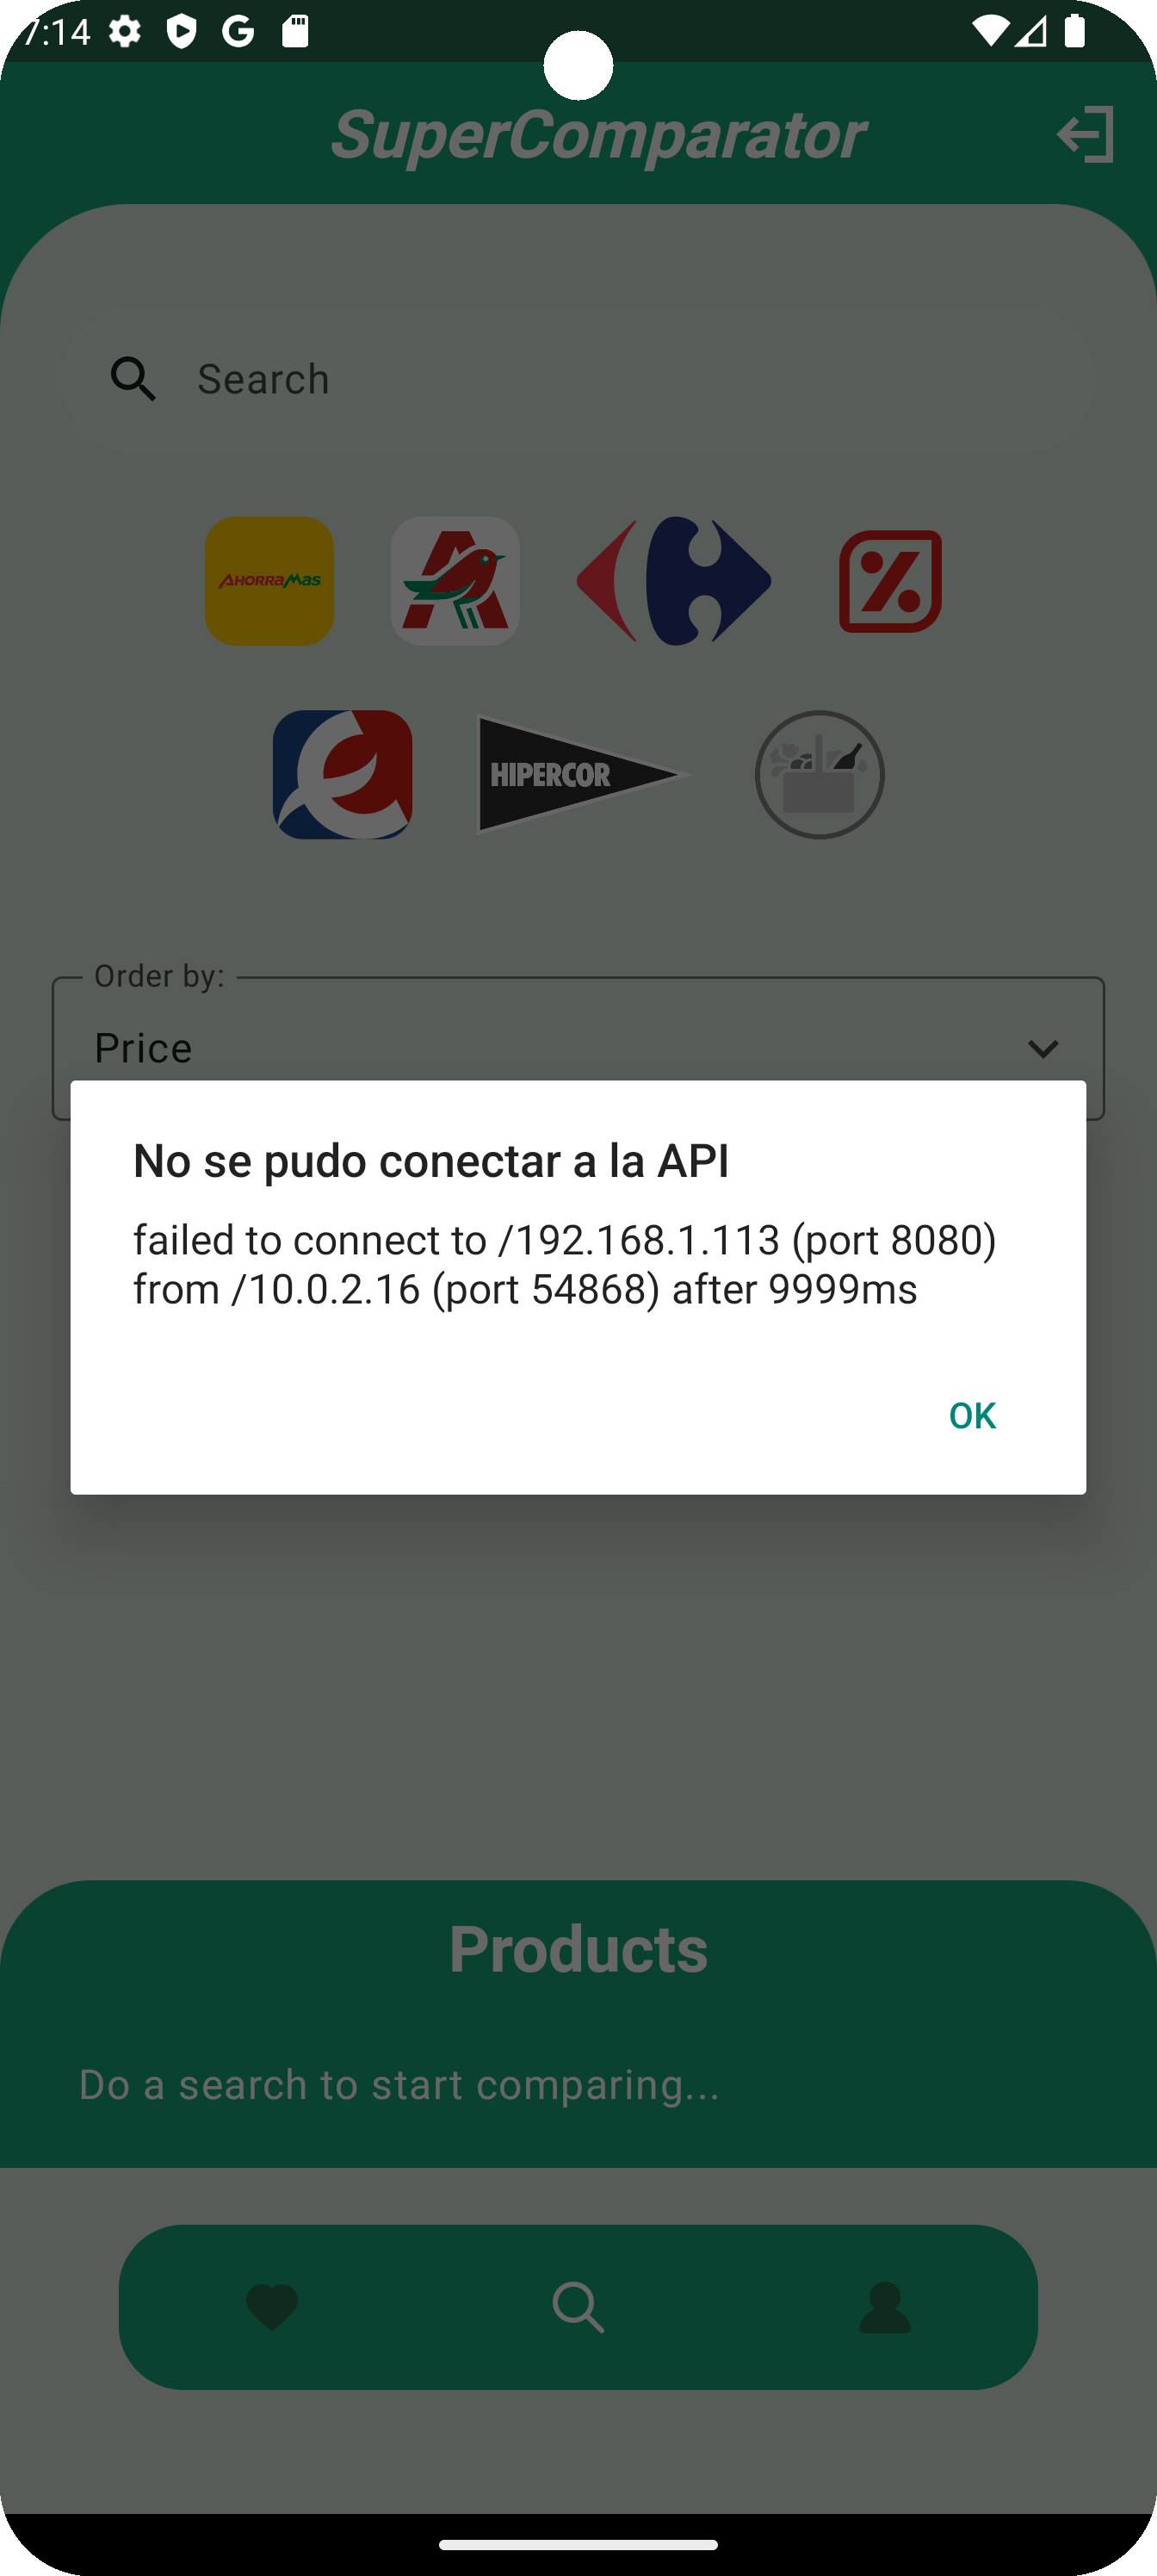 7:14
SuperComparator
Search
AHORRAMAS
HIPERCOR
Order by:
Price
No se pudo conectar a la API
failed to connect to /192.168.1.113 (port 8080)
from /10.0.2.16 (port 54868) after 9999ms
OK
Products
Do a search to start comparing...